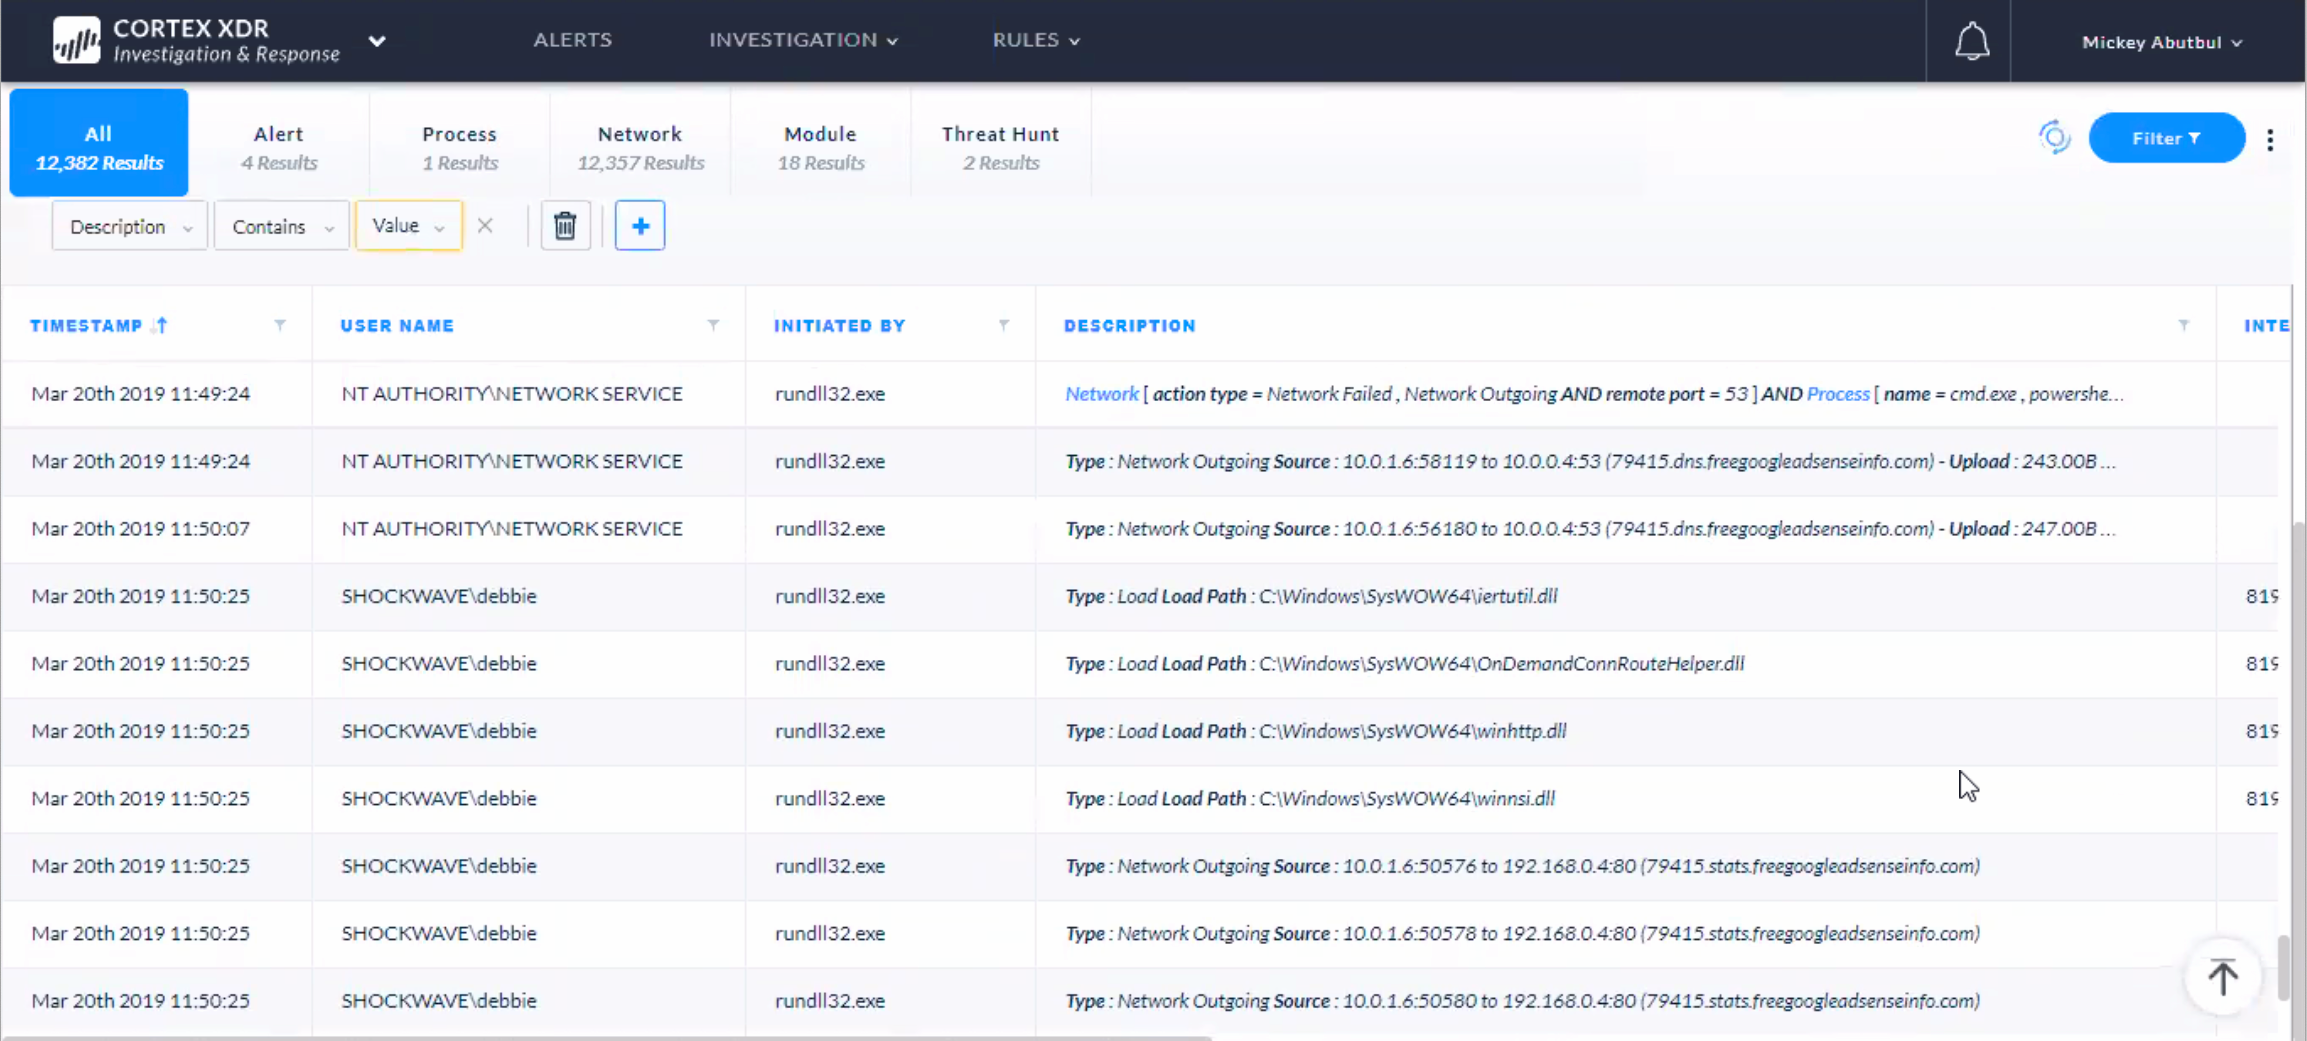 CORTEX XDR
Investigation & Response
ALERTS
INVESTIGATION
RULES
Mickey Abutbul
All
12,382 Results
Alert
4 Results
Process
1 Results
Network
12,357 Results
Module
18 Results
Threat Hunt
2 Results
Filter
Description
Contains
Value
TIMESTAMP USER NAME INITIATED BY DESCRIPTION INTE
Mar 20th 2019 11:49:24 NT AUTHORITY\NETWORK SERVICE rundll32.exe Network [ action type = Network Failed , Network Outgoing AND remote port = 53 ] AND Process [ name = cmd.exe , powershe...
Mar 20th 2019 11:49:24 NT AUTHORITY\NETWORK SERVICE rundll32.exe Type : Network Outgoing Source : 10.0.1.6:58119 to 10.0.0.4:53 (79415.dns.freegoogleadsenseinfo.com) - Upload : 243.00B ...
Mar 20th 2019 11:50:07 NT AUTHORITY\NETWORK SERVICE rundll32.exe Type : Network Outgoing Source : 10.0.1.6:56180 to 10.0.0.4:53 (79415.dns.freegoogleadsenseinfo.com) - Upload : 247.00B ...
Mar 20th 2019 11:50:25 SHOCKWAVE\debbie rundll32.exe Type : Load Load Path : C:\Windows\SysWOW64\iertutil.dll 819
Mar 20th 2019 11:50:25 SHOCKWAVE\debbie rundll32.exe Type : Load Load Path : C:\Windows\SysWOW64\OnDemandConnRouteHelper.dll 819
Mar 20th 2019 11:50:25 SHOCKWAVE\debbie rundll32.exe Type : Load Load Path : C:\Windows\SysWOW64\winhttp.dll 819
Mar 20th 2019 11:50:25 SHOCKWAVE\debbie rundll32.exe Type : Load Load Path : C:\Windows\SysWOW64\winnsi.dll 819
Mar 20th 2019 11:50:25 SHOCKWAVE\debbie rundll32.exe Type : Network Outgoing Source : 10.0.1.6:50576 to 192.168.0.4:80 (79415.stats.freegoogleadsenseinfo.com)
Mar 20th 2019 11:50:25 SHOCKWAVE\debbie rundll32.exe Type : Network Outgoing Source : 10.0.1.6:50578 to 192.168.0.4:80 (79415.stats.freegoogleadsenseinfo.com)
Mar 20th 2019 11:50:25 SHOCKWAVE\debbie rundll32.exe Type : Network Outgoing Source : 10.0.1.6:50580 to 192.168.0.4:80 (79415.stats.freegoogleadsenseinfo.com)